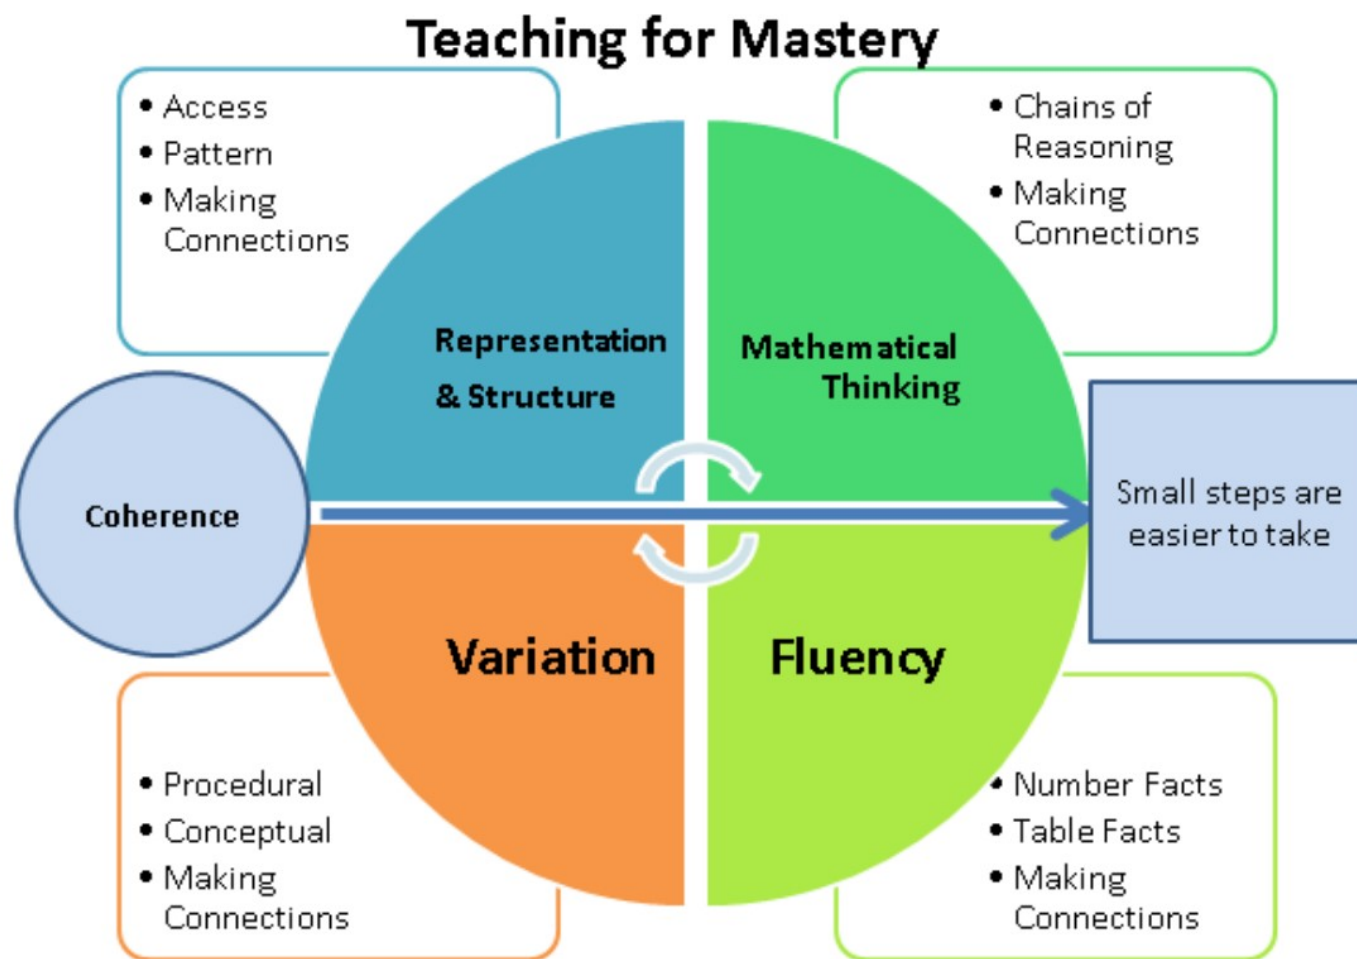 Teaching for Mastery
• Access
• Pattern
• Making
Connections
• Chains of
Reasoning
• Making
Connections
Representation
& Structure
Mathematical
Thinking
Coherence
Small steps are
easier to take
Variation
Fluency
• Procedural
• Conceptual
• Making
Connections
• Number Facts
• Table Facts
• Making
Connections